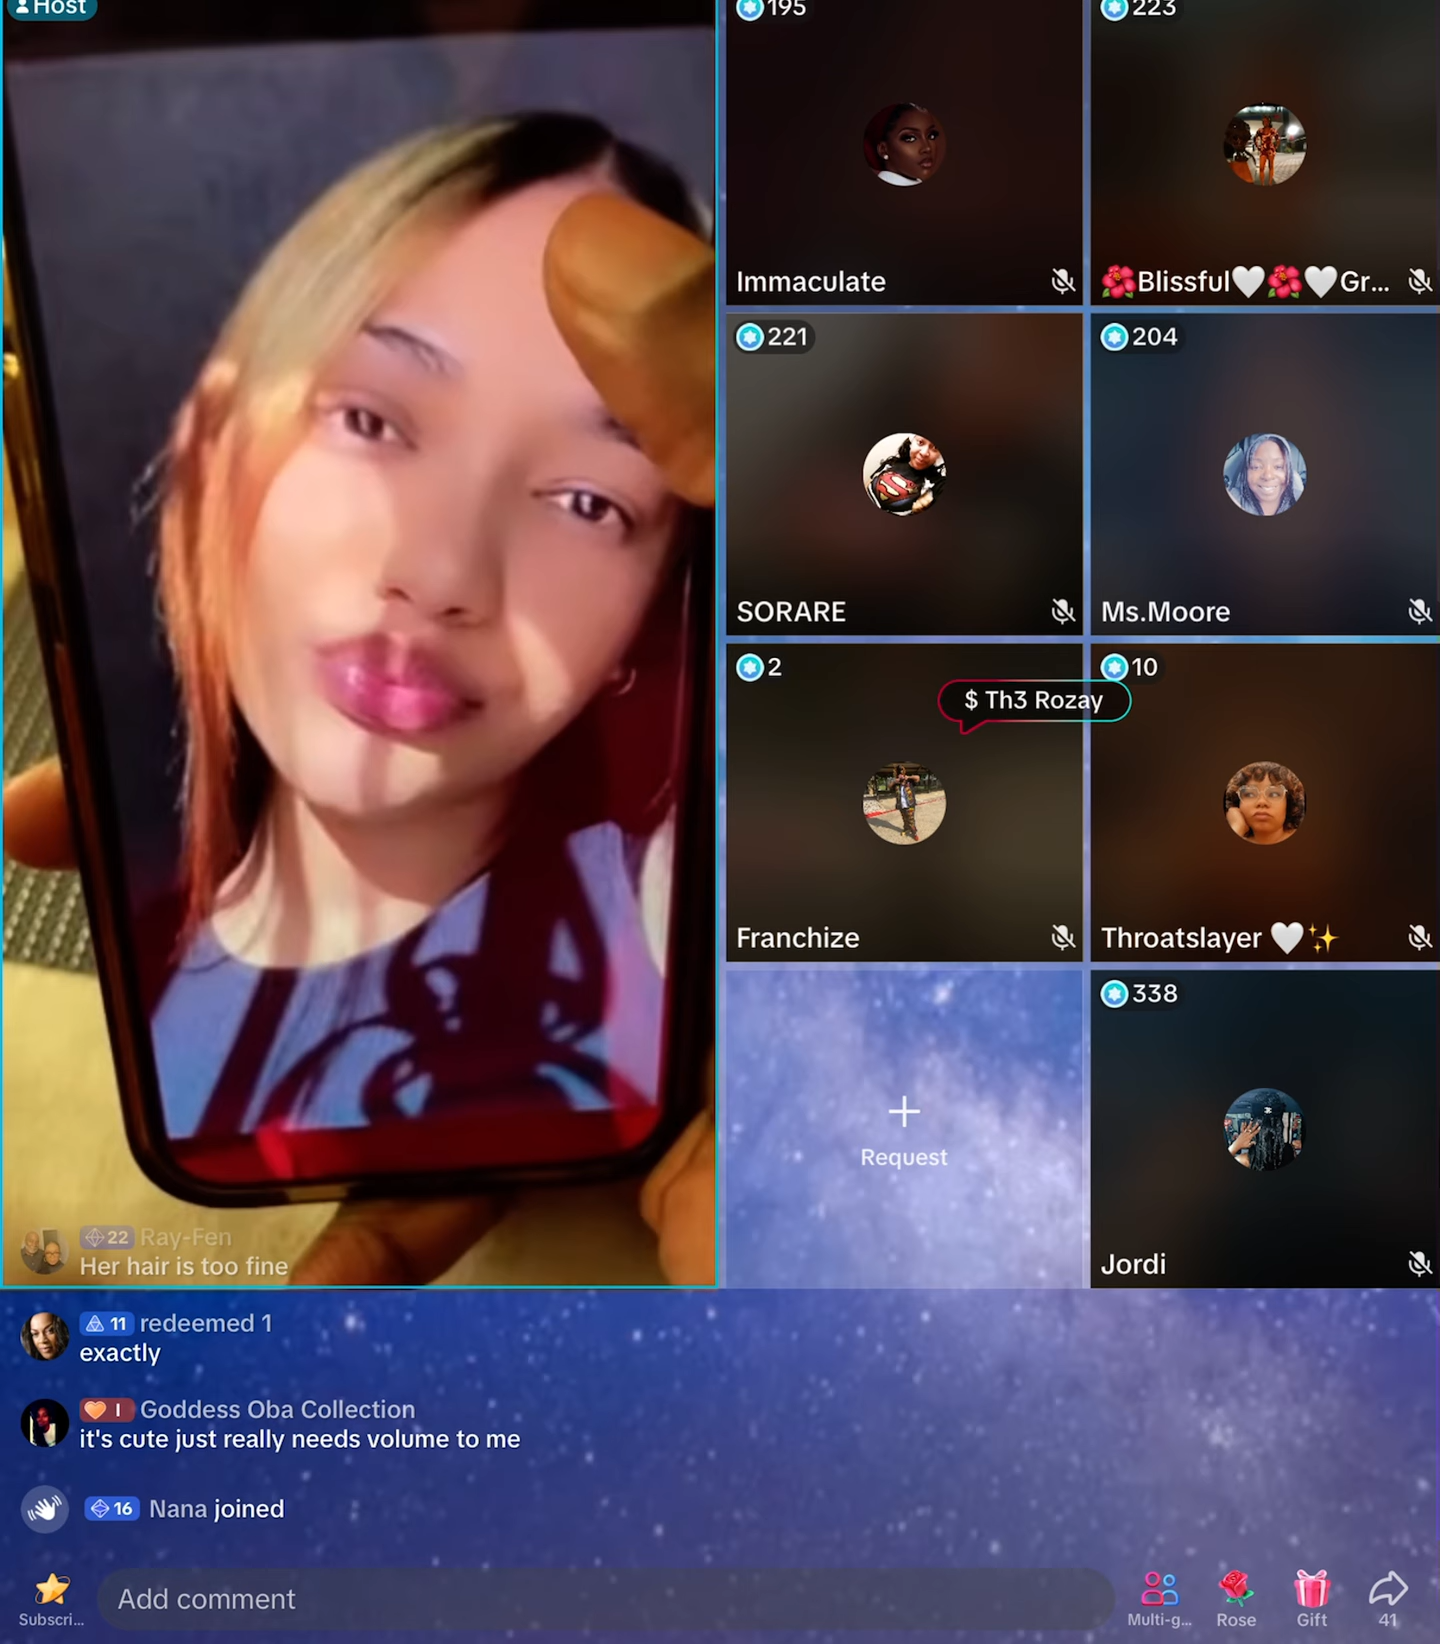 Host
195
223
Immaculate
🌺Blissful🤍🌺🤍Gr...
221
204
SORARE
Ms.Moore
2
10
$ Th3 Rozay
Franchize
Throatslayer 🤍✨
338
Request
Jordi
22 Ray-Fen
Her hair is too fine
11 redeemed 1
exactly
I Goddess Oba Collection
it's cute just really needs volume to me
16 Nana joined
Add comment
Subscri...
Multi-g...
Rose
Gift
41